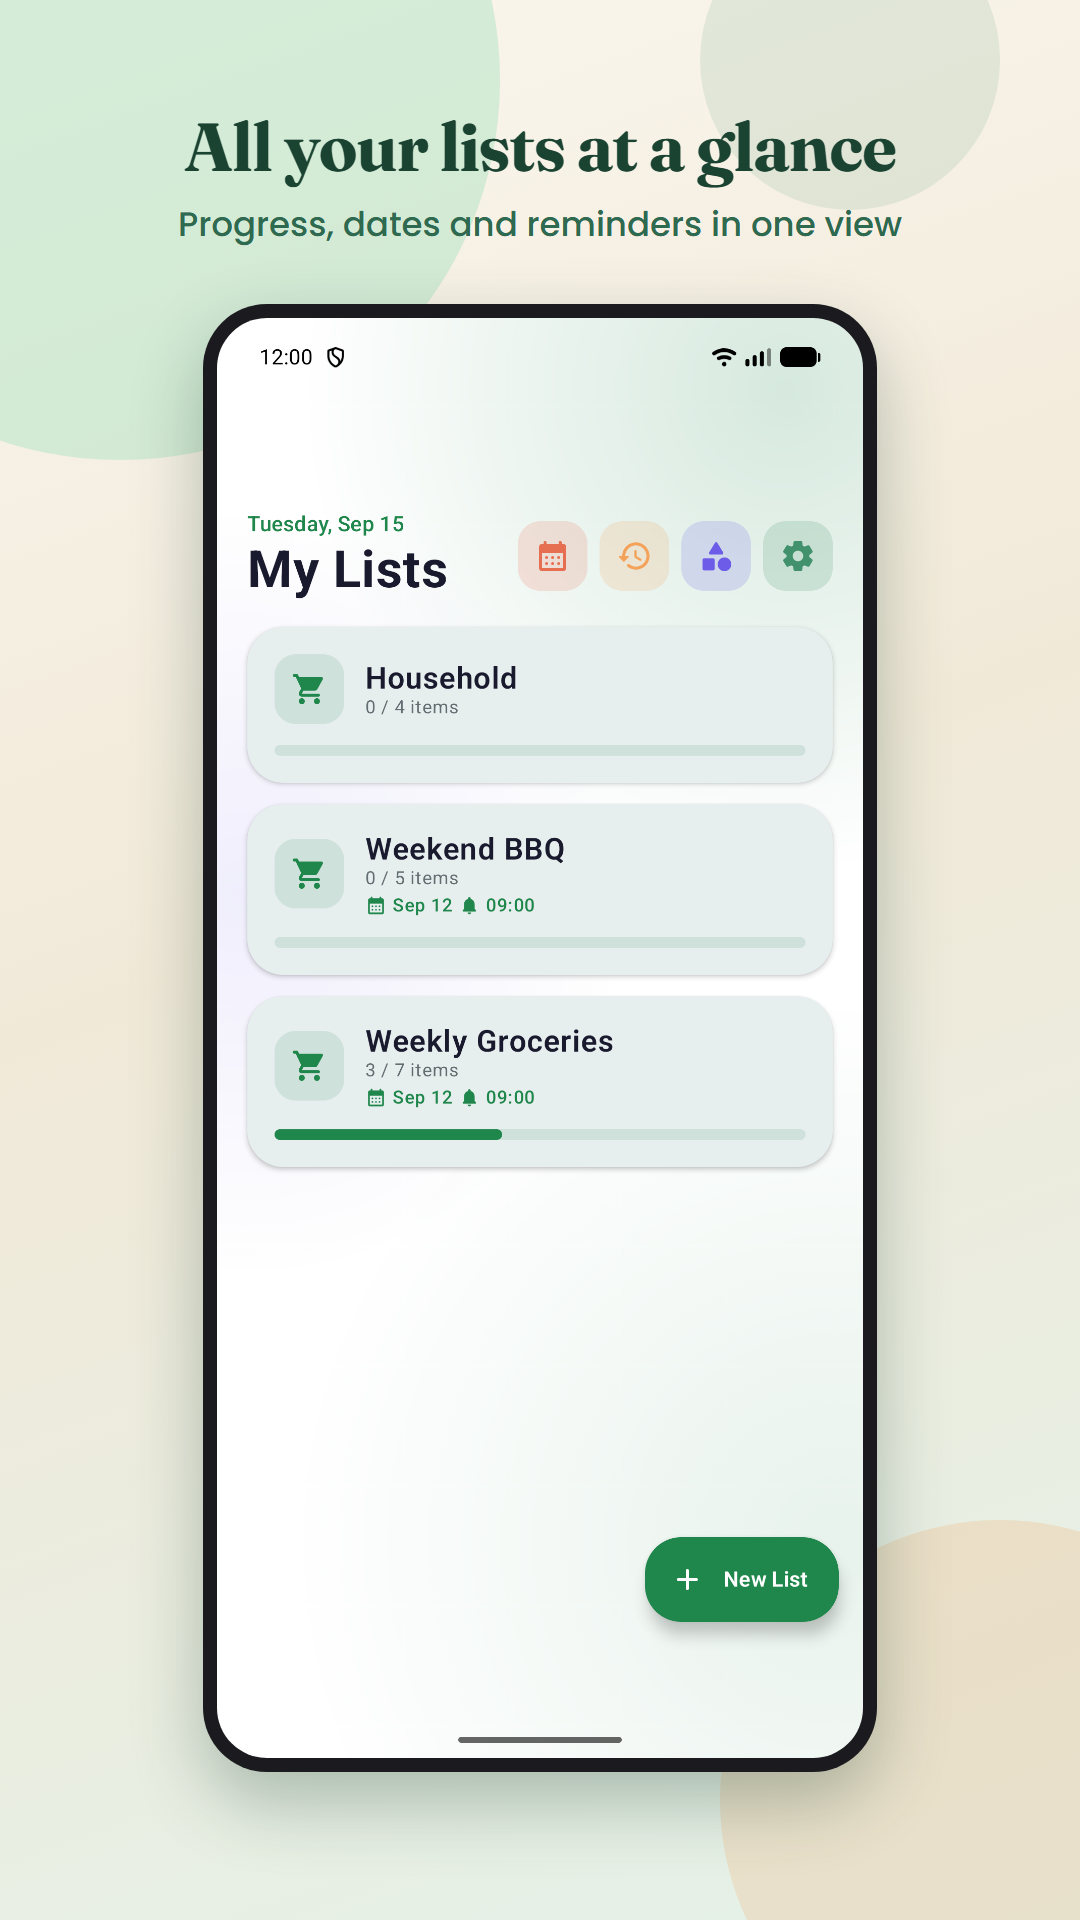 All your lists at a glance
Progress, dates and reminders in one view
12:00
Tuesday, Sep 15
My Lists
Household
0 / 4 items
Weekend BBQ
0 / 5 items
Sep 12 09:00
Weekly Groceries
3 / 7 items
Sep 12 09:00
New List